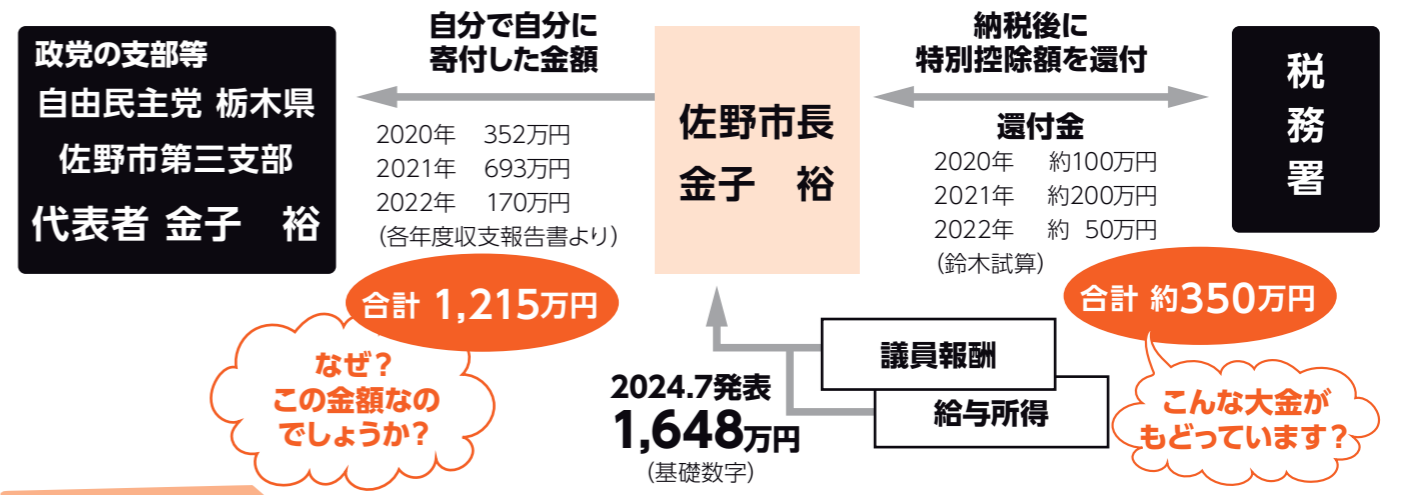 政党の支部等
自由民主党 栃木県
佐野市第三支部
代表者 金子　裕
自分で自分に
寄付した金額
2020年　352万円
2021年　693万円
2022年　170万円
(各年度収支報告書より)
合計 1,215万円
なぜ？
この金額なの
でしょうか？
佐野市長
金子　裕
納税後に
特別控除額を還付
還付金
2020年　約100万円
2021年　約200万円
2022年　約 50万円
(鈴木試算)
税務署
合計 約350万円
こんな大金が
もどっています？
議員報酬
給与所得
2024.7発表
1,648万円
(基礎数字)